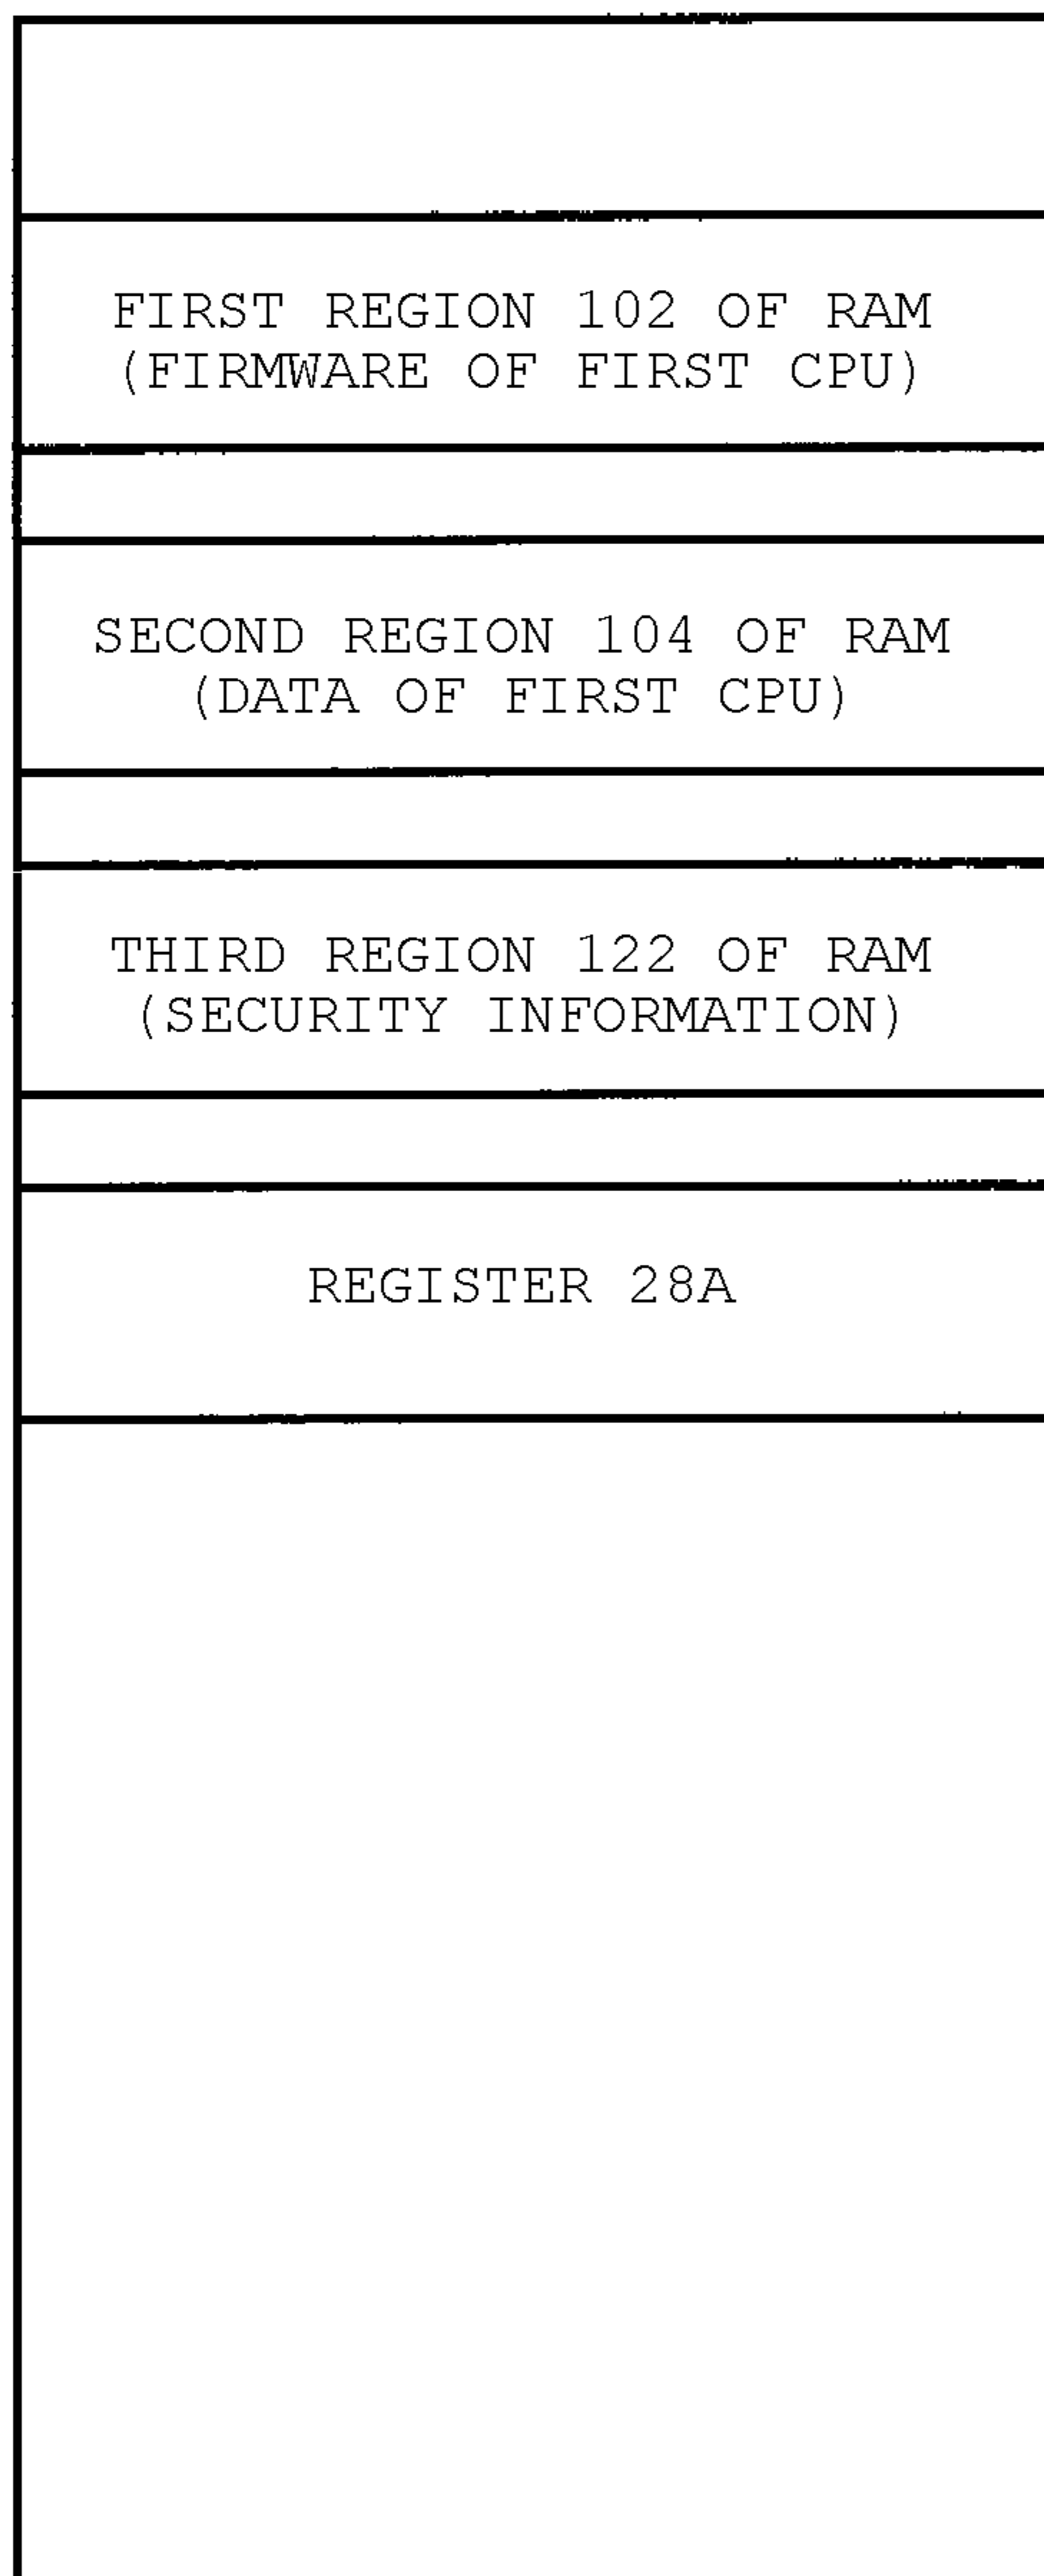 FIRST REGION 102 OF RAM
(FIRMWARE OF FIRST CPU)
SECOND REGION 104 OF RAM
(DATA OF FIRST CPU)
THIRD REGION 122 OF RAM
(SECURITY INFORMATION)
REGISTER 28A